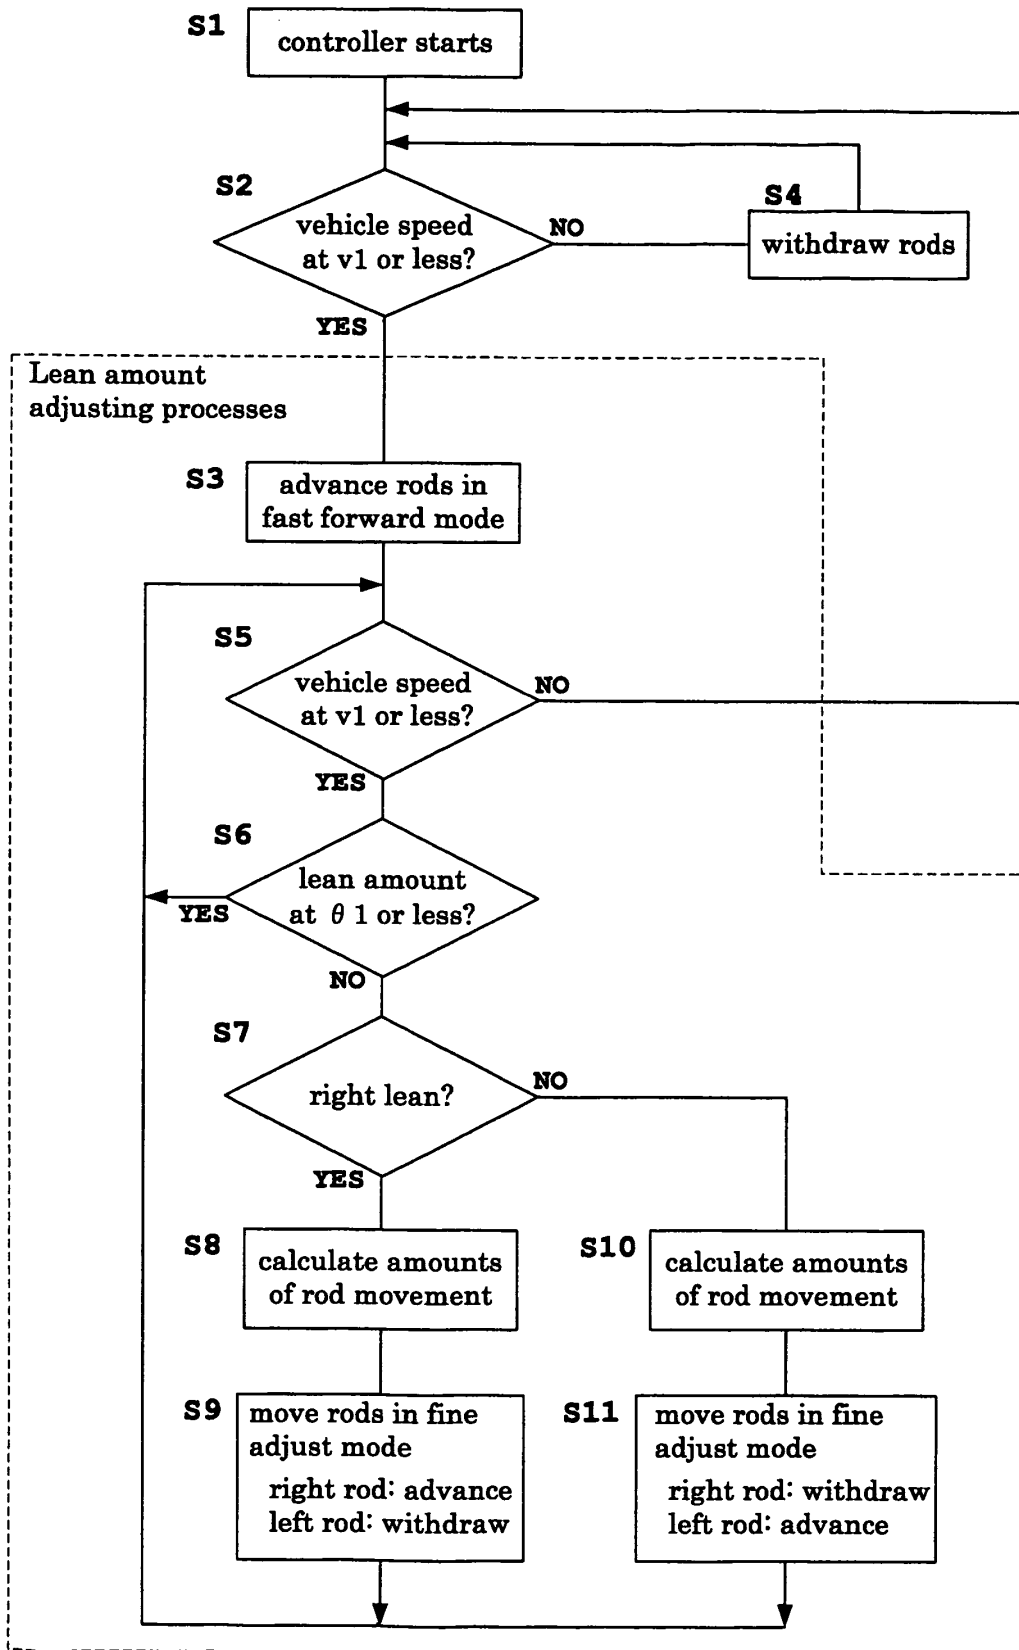 S1
controller starts
S2
vehicle speed
at v1 or less?
NO
S4
withdraw rods
YES
Lean amount
adjusting processes
S3
advance rods in
fast forward mode
S5
vehicle speed
at v1 or less?
NO
YES
S6
lean amount
at θ 1 or less?
YES
NO
S7
right lean?
NO
YES
S8
calculate amounts
of rod movement
S10
calculate amounts
of rod movement
S9
move rods in fine
adjust mode
right rod: advance
left rod: withdraw
S11
move rods in fine
adjust mode
right rod: withdraw
left rod: advance